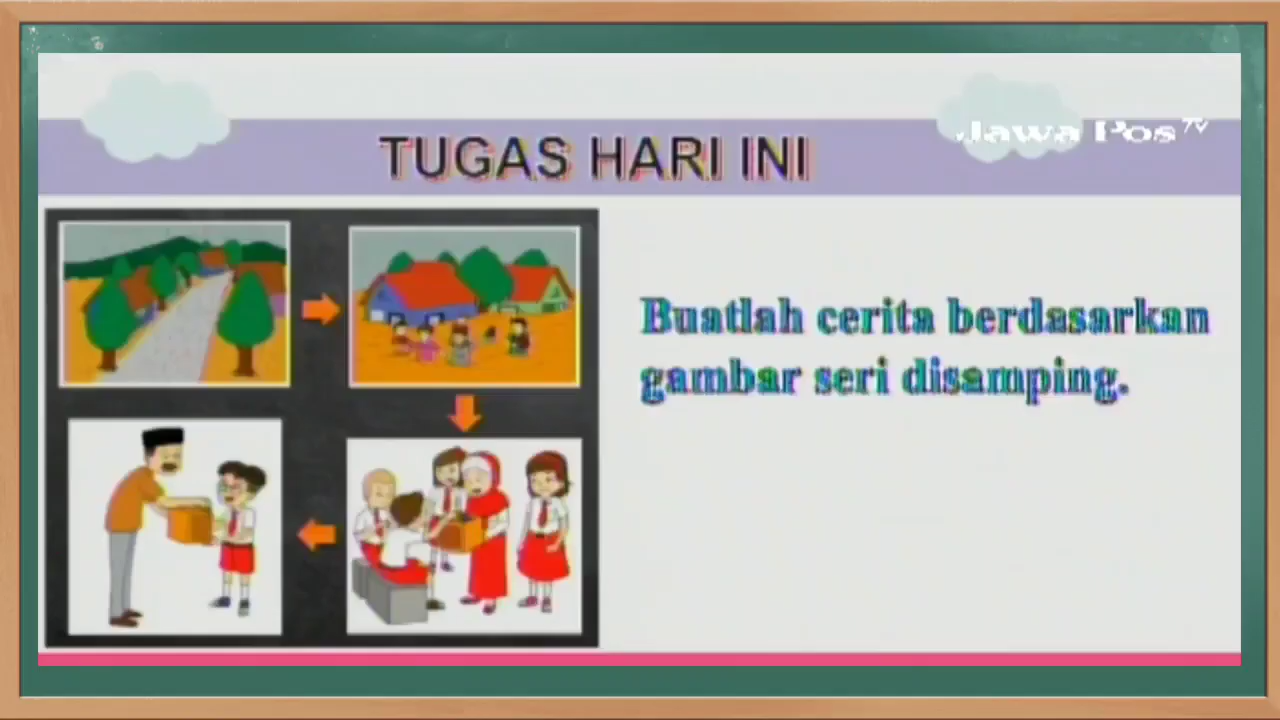 Jawa Pos TV
TUGAS HARI INI
Buatlah cerita berdasarkan
gambar seri disamping.